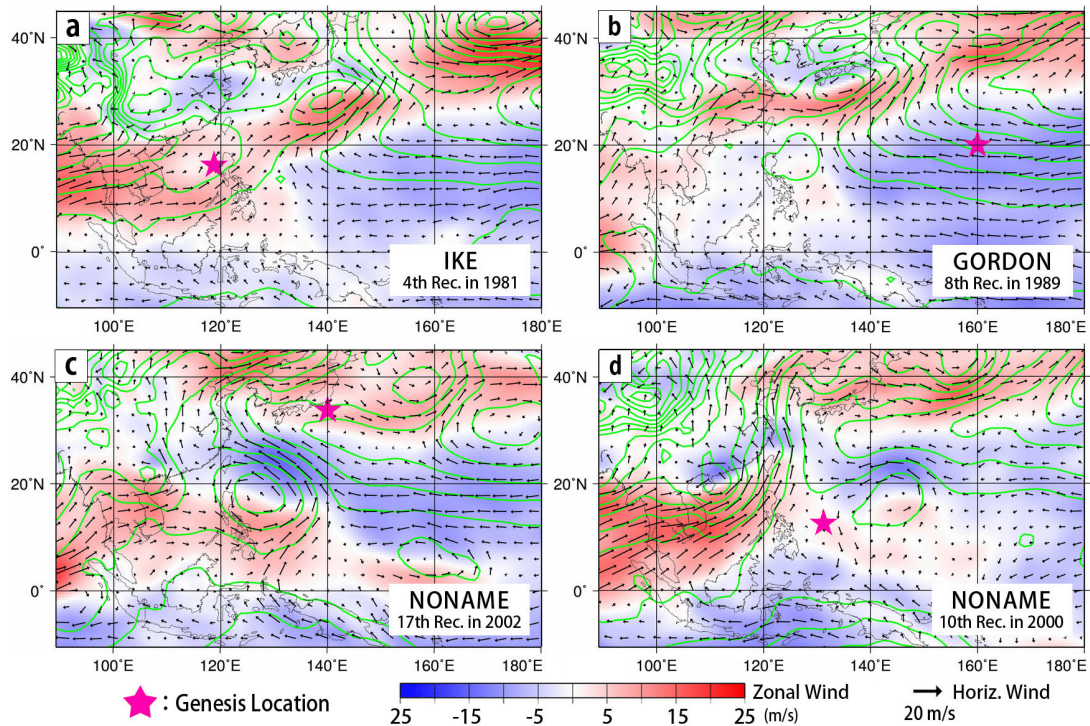 a
40˚N
20˚N
0˚
IKE
4th Rec. in 1981
100˚E 120˚E 140˚E 160˚E 180˚E
b
40˚N
20˚N
0˚
GORDON
8th Rec. in 1989
100˚E 120˚E 140˚E 160˚E 180˚E
c
40˚N
20˚N
0˚
NONAME
17th Rec. in 2002
100˚E 120˚E 140˚E 160˚E 180˚E
d
40˚N
20˚N
0˚
NONAME
10th Rec. in 2000
100˚E 120˚E 140˚E 160˚E 180˚E
: Genesis Location
25 -15 -5 5 15 25
Zonal Wind
(m/s)
Horiz. Wind
20 m/s